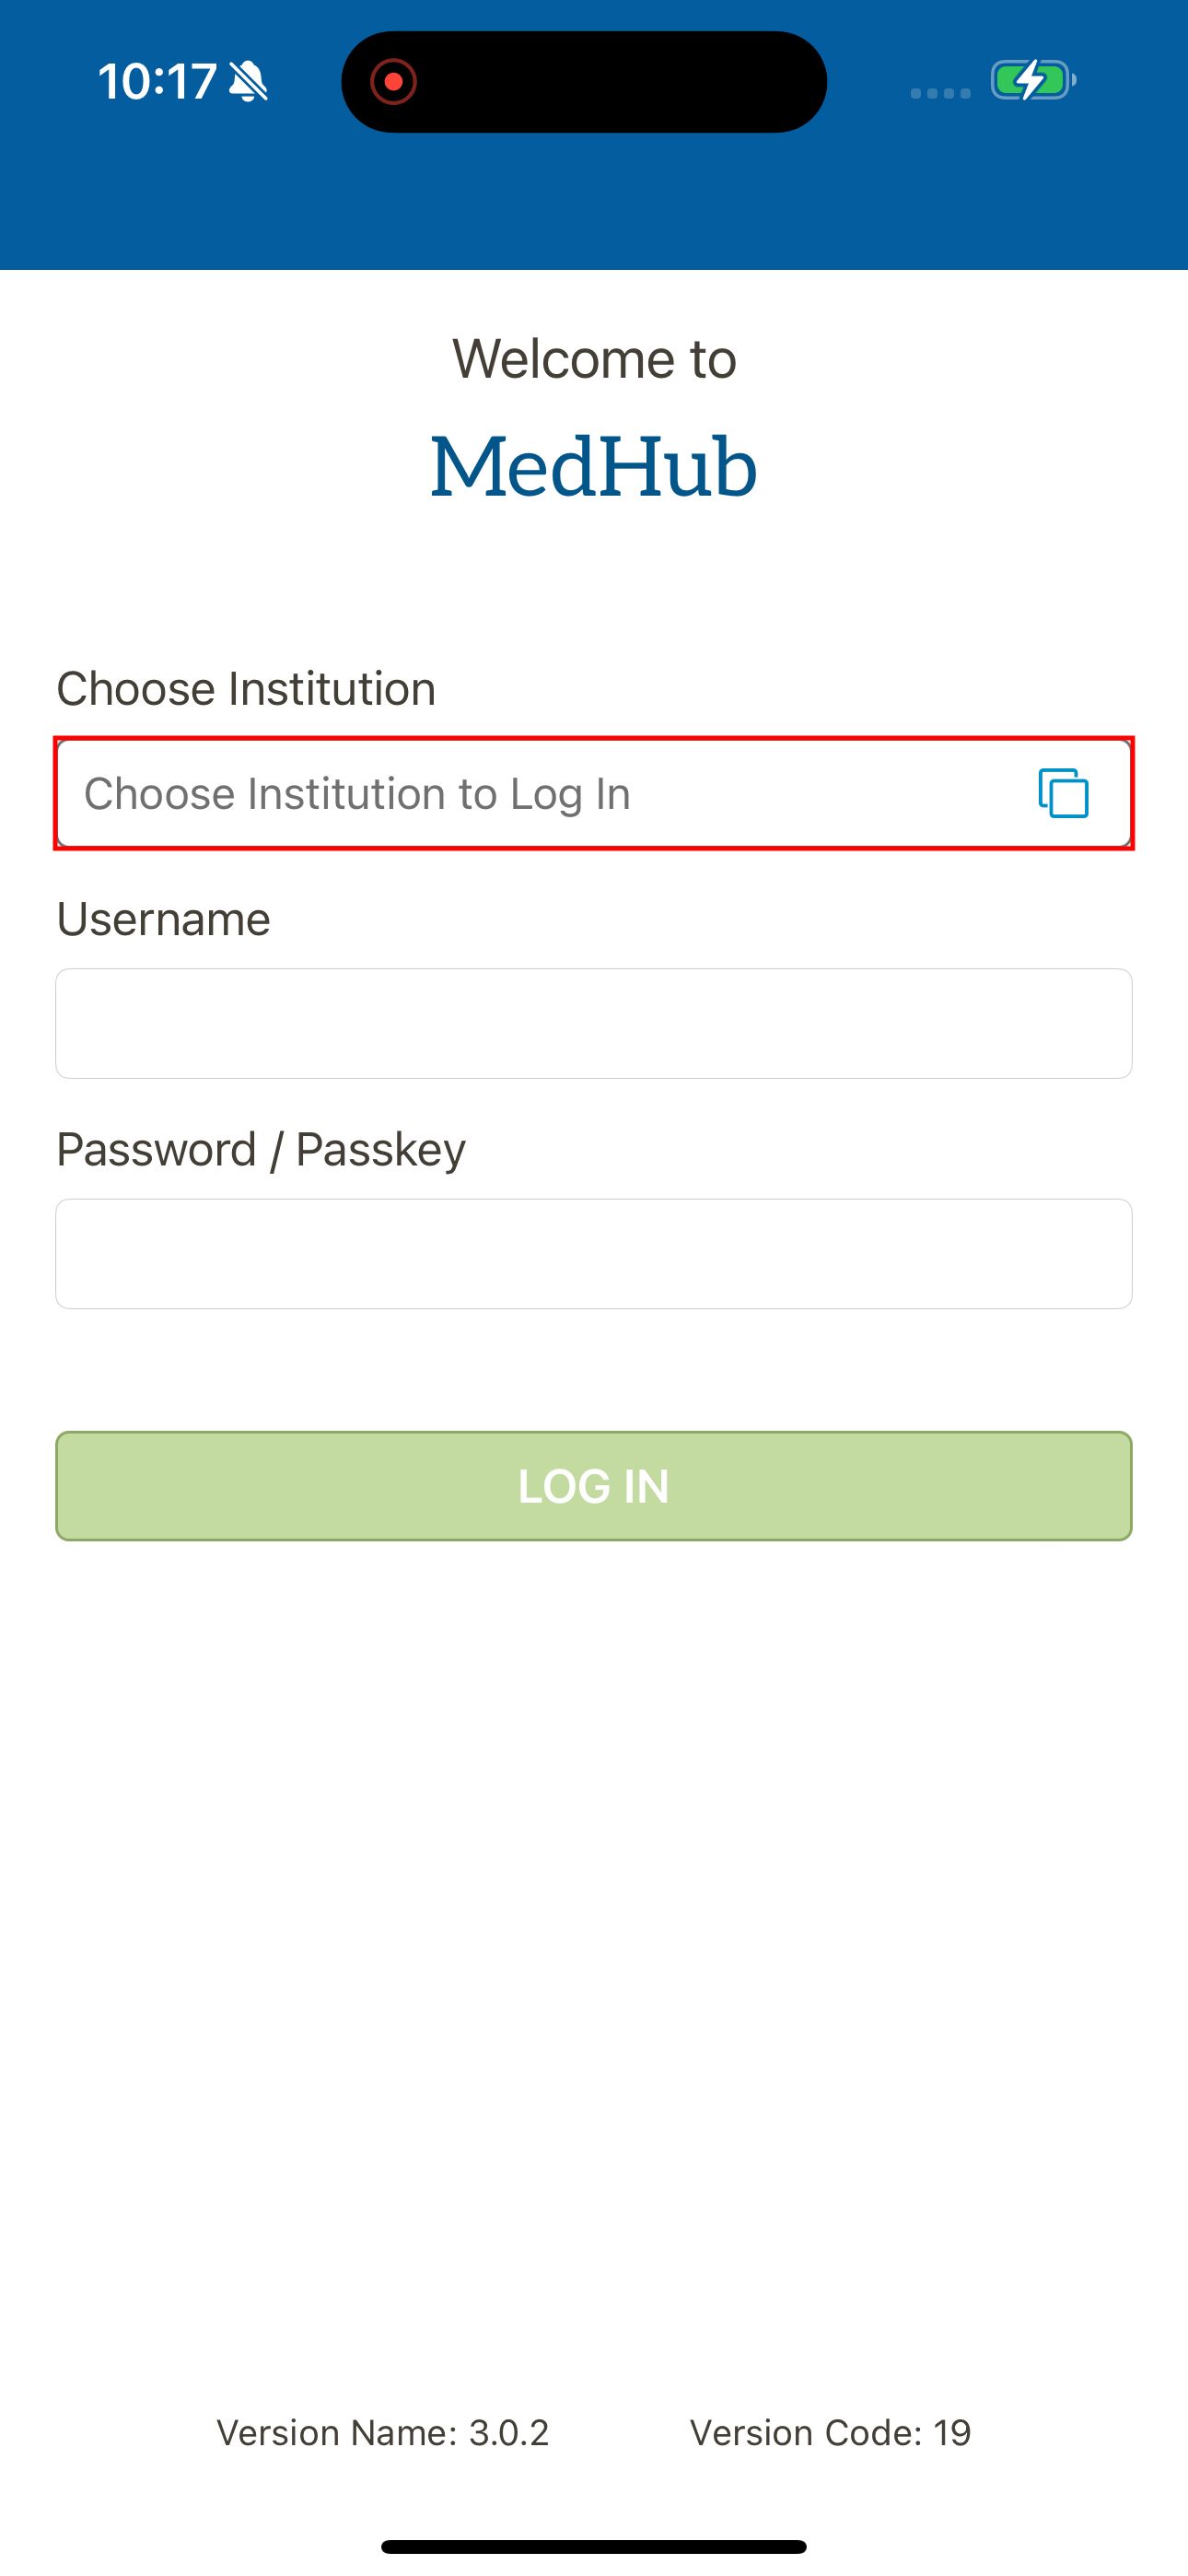 10:17
Welcome to
MedHub
Choose Institution
Choose Institution to Log In
Username
Password / Passkey
LOG IN
Version Name: 3.0.2 Version Code: 19